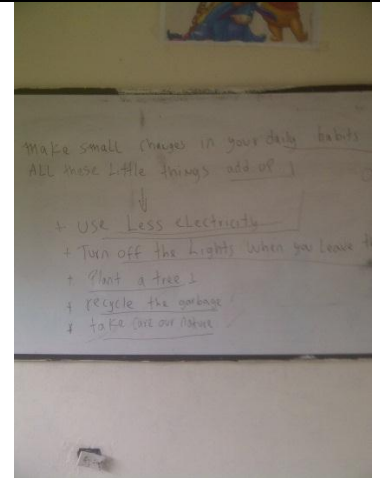 make small changes in your daily habits
ALL these little things add up !
+ use Less electricity
+ Turn off the Lights when you Leave
+ Plant a tree
+ recycle the garbage
* take care our nature